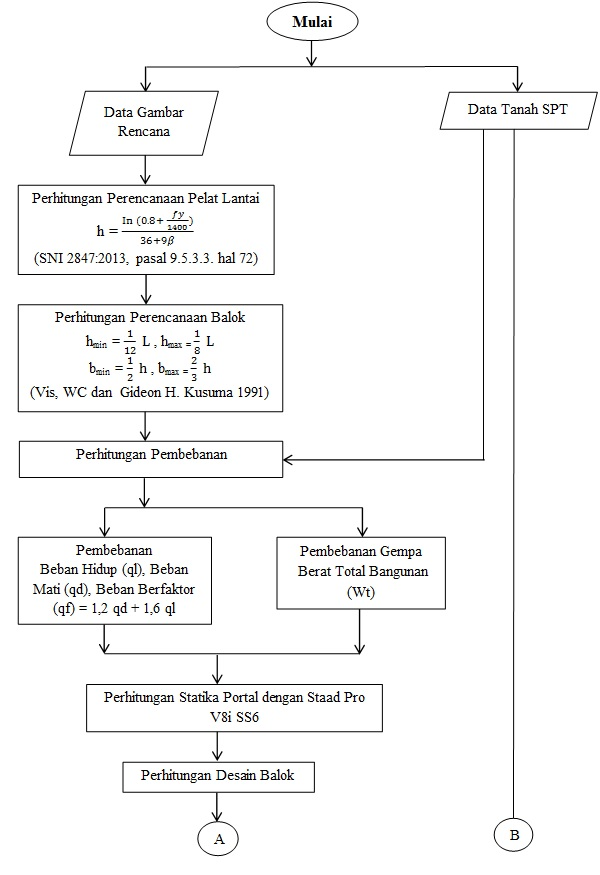 Mulai
Data Gambar
Rencana
Data Tanah SPT
Perhitungan Perencanaan Pelat Lantai
h = ln (0.8 + fy/1400) / 36+9β
(SNI 2847:2013, pasal 9.5.3.3. hal 72)
Perhitungan Perencanaan Balok
hmin = 1/12 L , hmax = 1/8 L
bmin = 1/2 h , bmax = 2/3 h
(Vis, WC dan Gideon H. Kusuma 1991)
Perhitungan Pembebanan
Pembebanan
Beban Hidup (ql), Beban
Mati (qd), Beban Berfaktor
(qf) = 1,2 qd + 1,6 ql
Pembebanan Gempa
Berat Total Bangunan
(Wt)
Perhitungan Statika Portal dengan Staad Pro
V8i SS6
Perhitungan Desain Balok
A
B